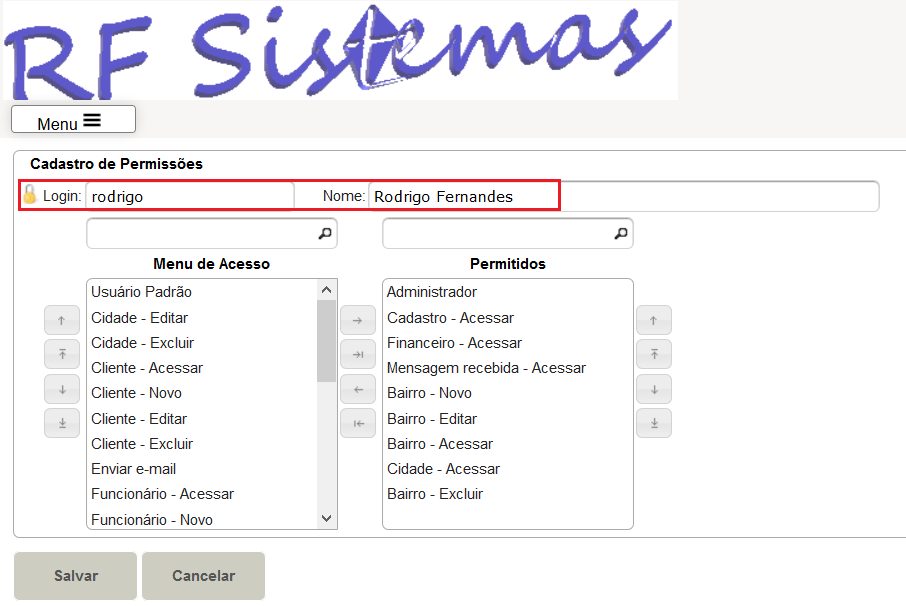 RF Sistemas
Menu
Cadastro de Permissões
Login: rodrigo Nome: Rodrigo Fernandes
Menu de Acesso
Usuário Padrão
Cidade - Editar
Cidade - Excluir
Cliente - Acessar
Cliente - Novo
Cliente - Editar
Cliente - Excluir
Enviar e-mail
Funcionário - Acessar
Funcionário - Novo
Permitidos
Administrador
Cadastro - Acessar
Financeiro - Acessar
Mensagem recebida - Acessar
Bairro - Novo
Bairro - Editar
Bairro - Acessar
Cidade - Acessar
Bairro - Excluir
Salvar Cancelar